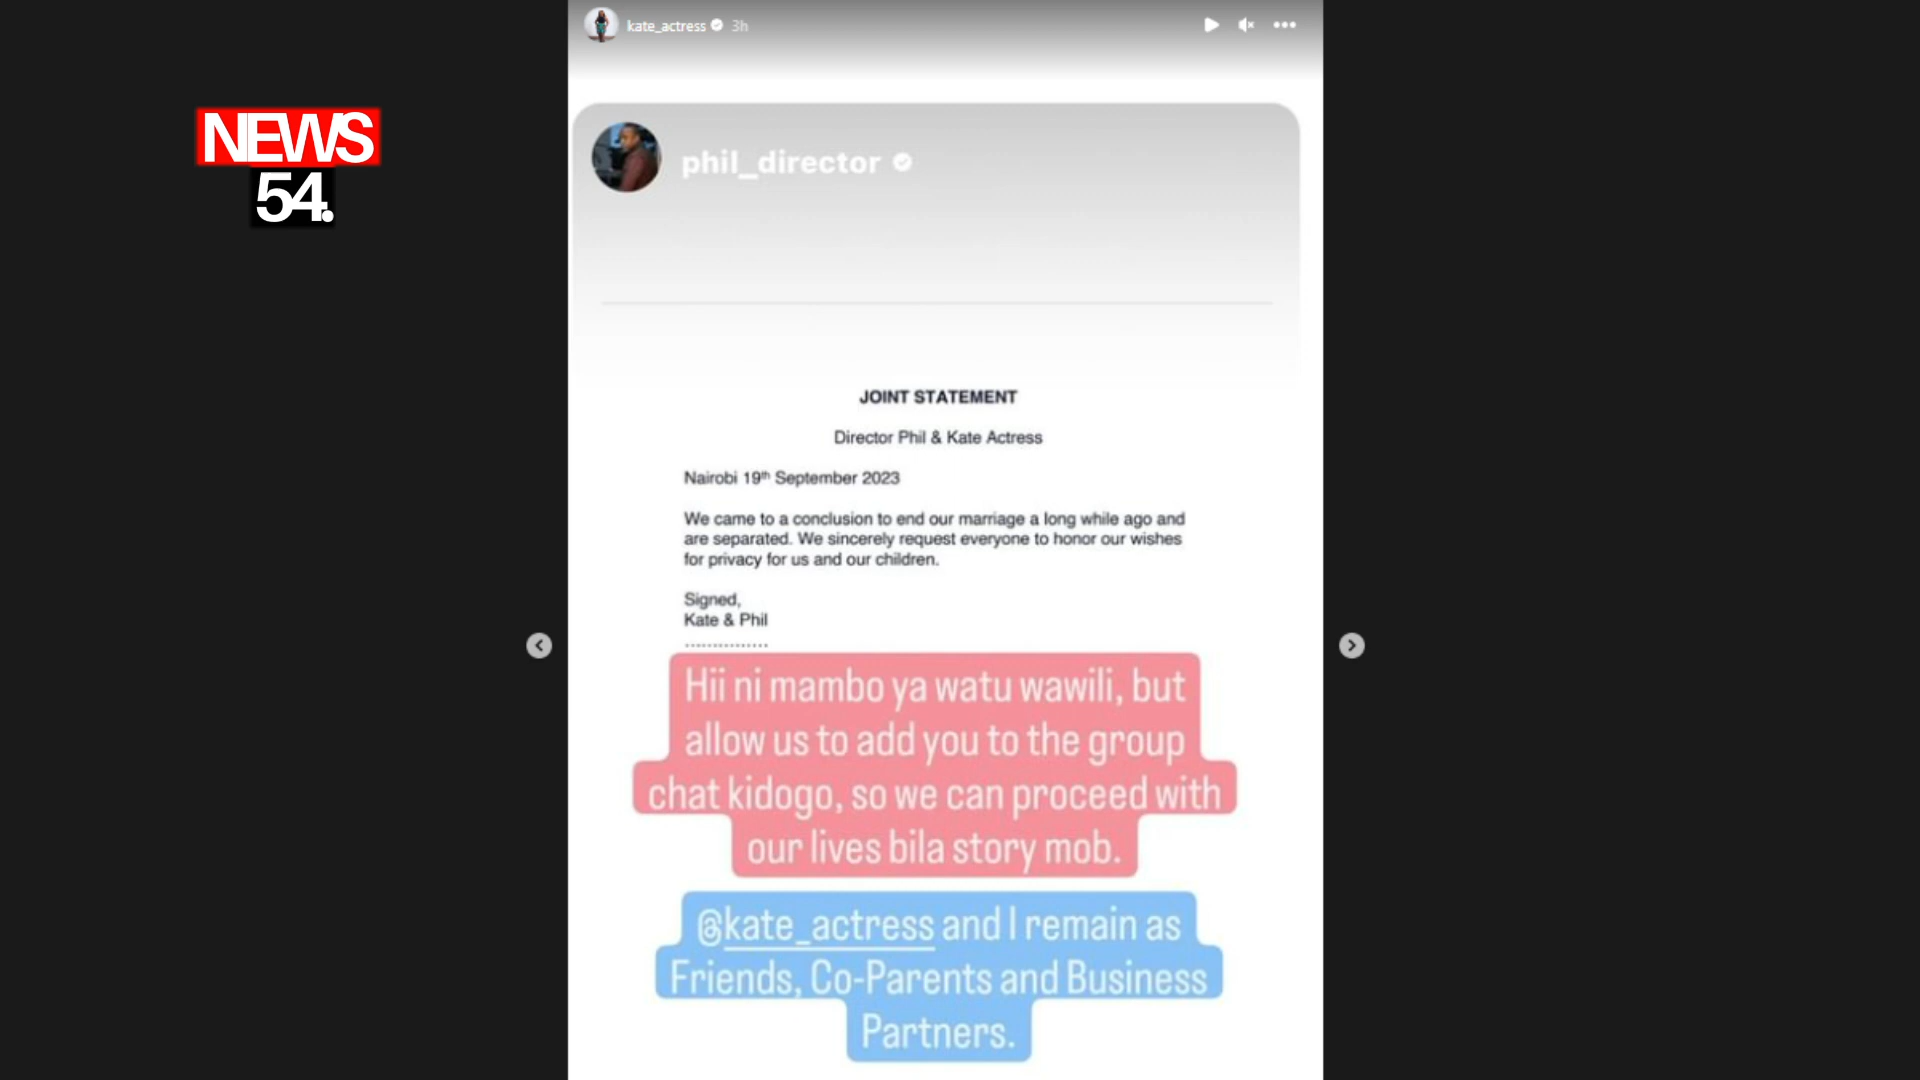 kate_actress 3h
NEWS
54.
phil_director
JOINT STATEMENT
Director Phil & Kate Actress
Nairobi 19th September 2023
We came to a conclusion to end our marriage a long while ago and
are separated. We sincerely request everyone to honor our wishes
for privacy for us and our children.
Signed,
Kate & Phil
...............
Hii ni mambo ya watu wawili, but
allow us to add you to the group
chat kidogo, so we can proceed with
our lives bila story mob.
@kate_actress and I remain as
Friends, Co-Parents and Business
Partners.